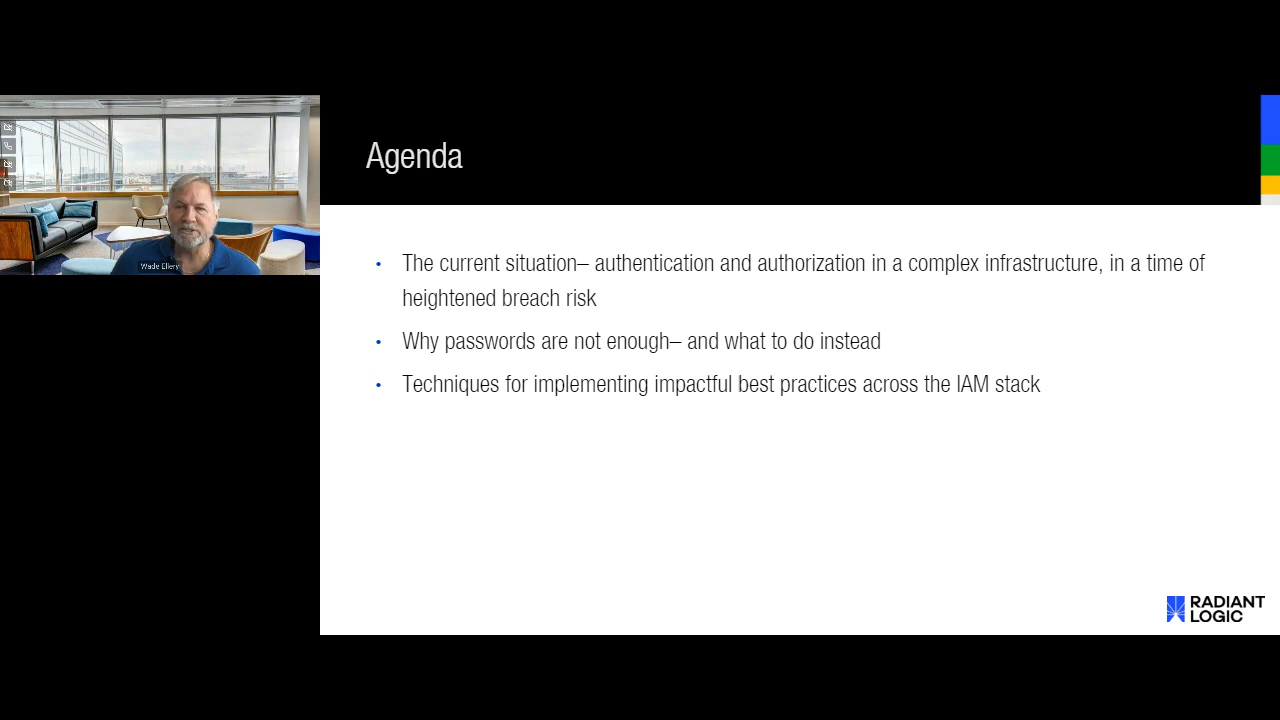 Agenda
Wade Ellery
• The current situation– authentication and authorization in a complex infrastructure, in a time of
heightened breach risk
• Why passwords are not enough– and what to do instead
• Techniques for implementing impactful best practices across the IAM stack
RADIANT
LOGIC